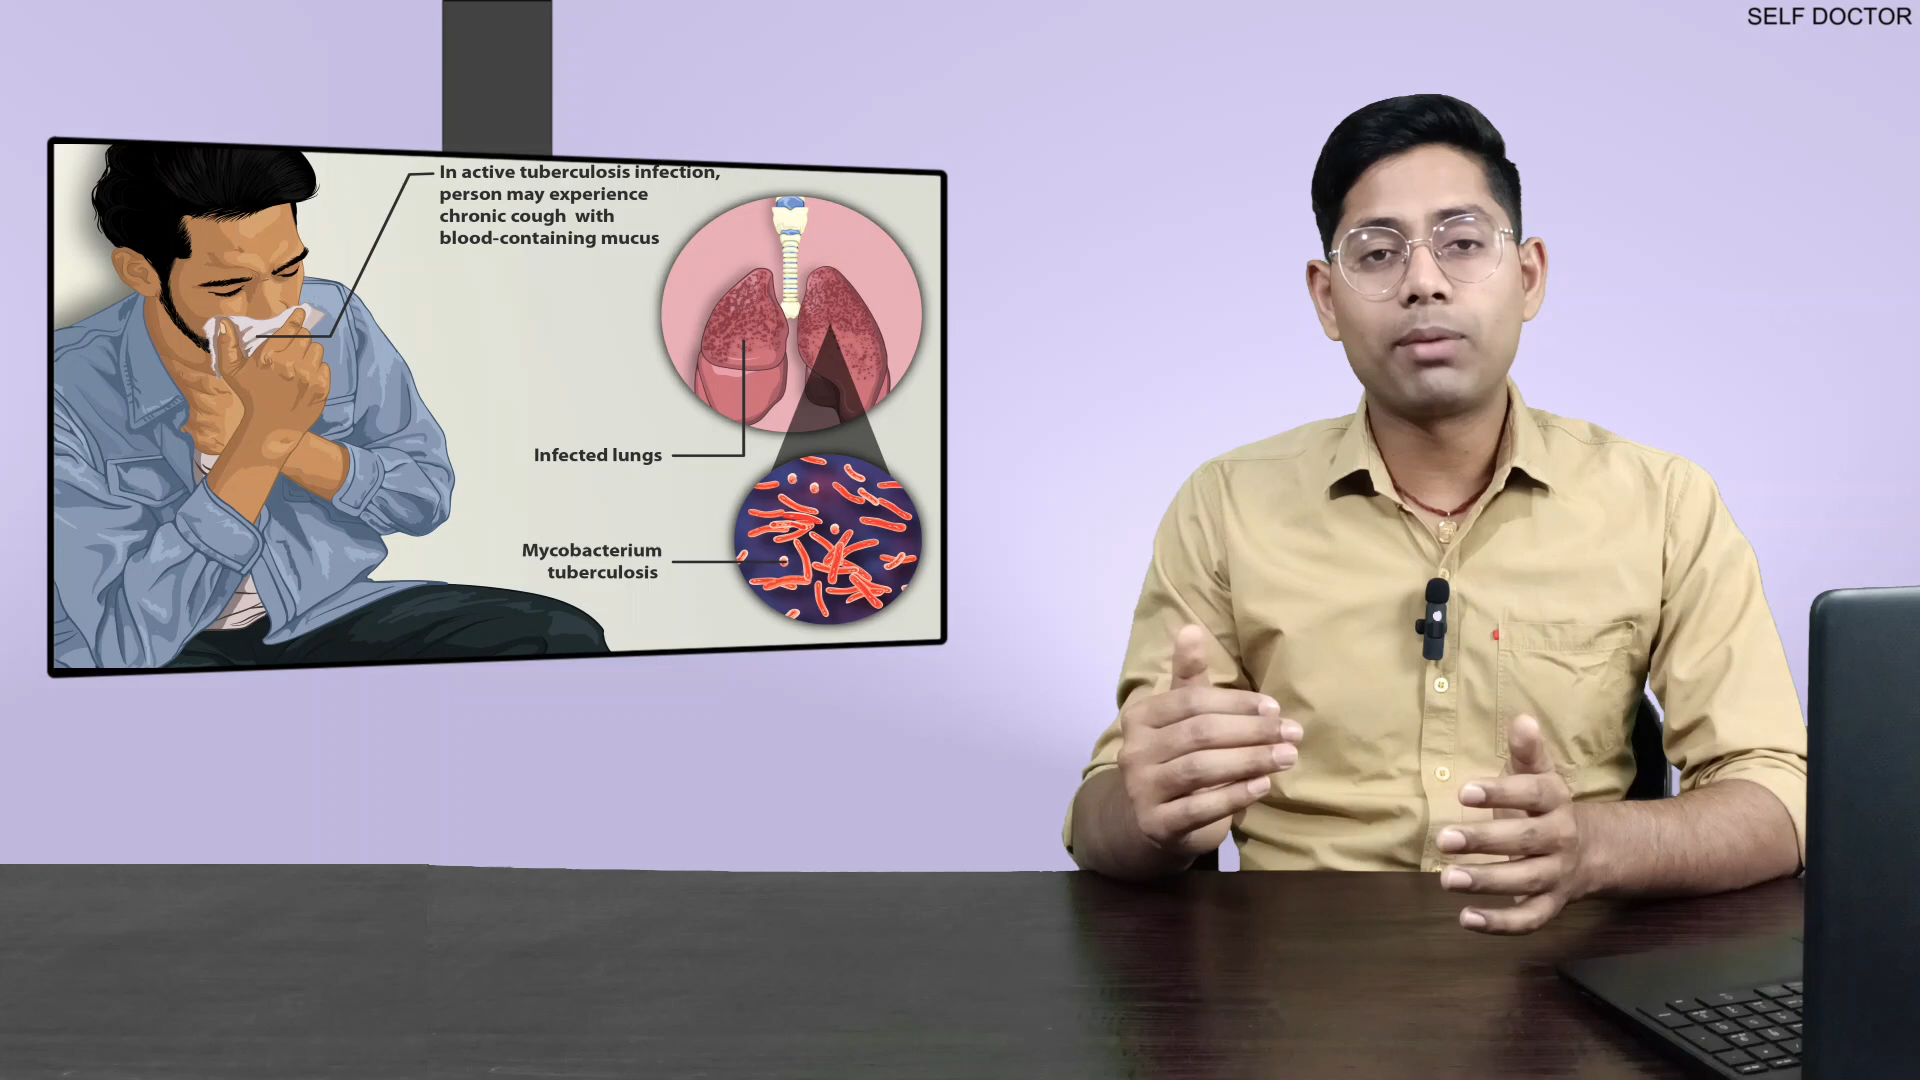 SELF DOCTOR
In active tuberculosis infection,
person may experience
chronic cough with
blood-containing mucus
Infected lungs
Mycobacterium
tuberculosis